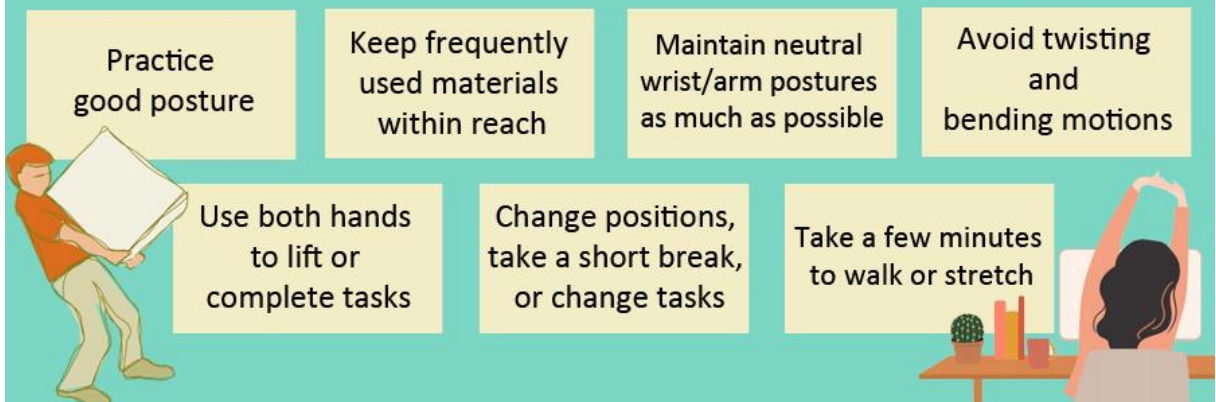 Practice
good posture
Keep frequently
used materials
within reach
Maintain neutral
wrist/arm postures
as much as possible
Avoid twisting
and
bending motions
Use both hands
to lift or
complete tasks
Change positions,
take a short break,
or change tasks
Take a few minutes
to walk or stretch